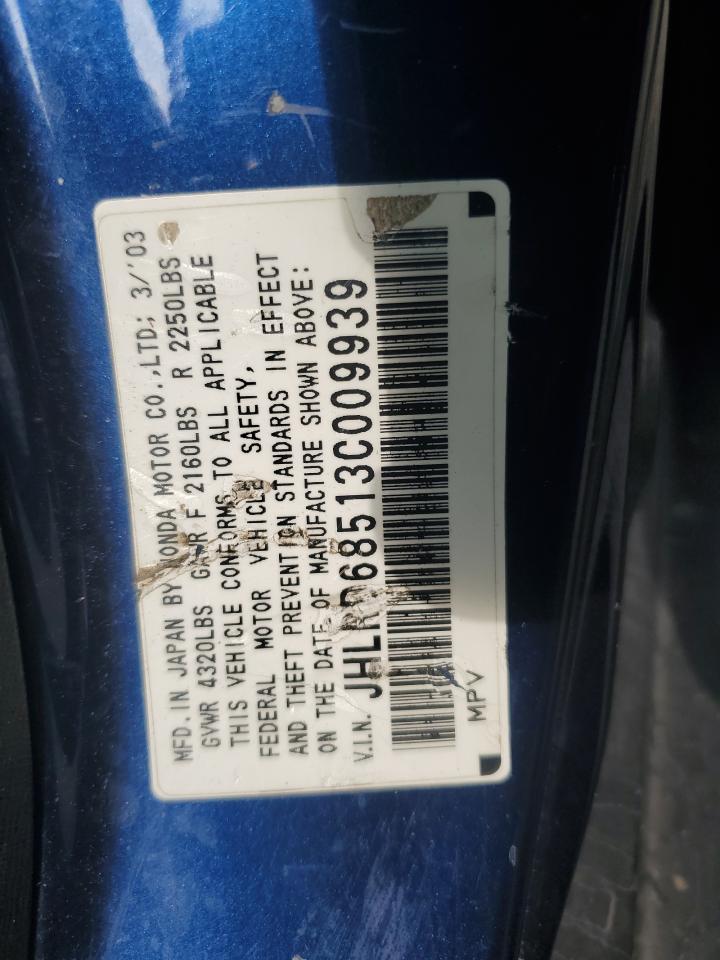 MFD. IN JAPAN BY HONDA MOTOR CO.,LTD.; 3/'03
GVWR 4320LBS GAWR F 2160LBS R 2250LBS
THIS VEHICLE CONFORMS TO ALL APPLICABLE
FEDERAL MOTOR VEHICLE SAFETY,
AND THEFT PREVENTION STANDARDS IN EFFECT
ON THE DATE OF MANUFACTURE SHOWN ABOVE:
V.I.N. JHLRD68513C009939
MPV